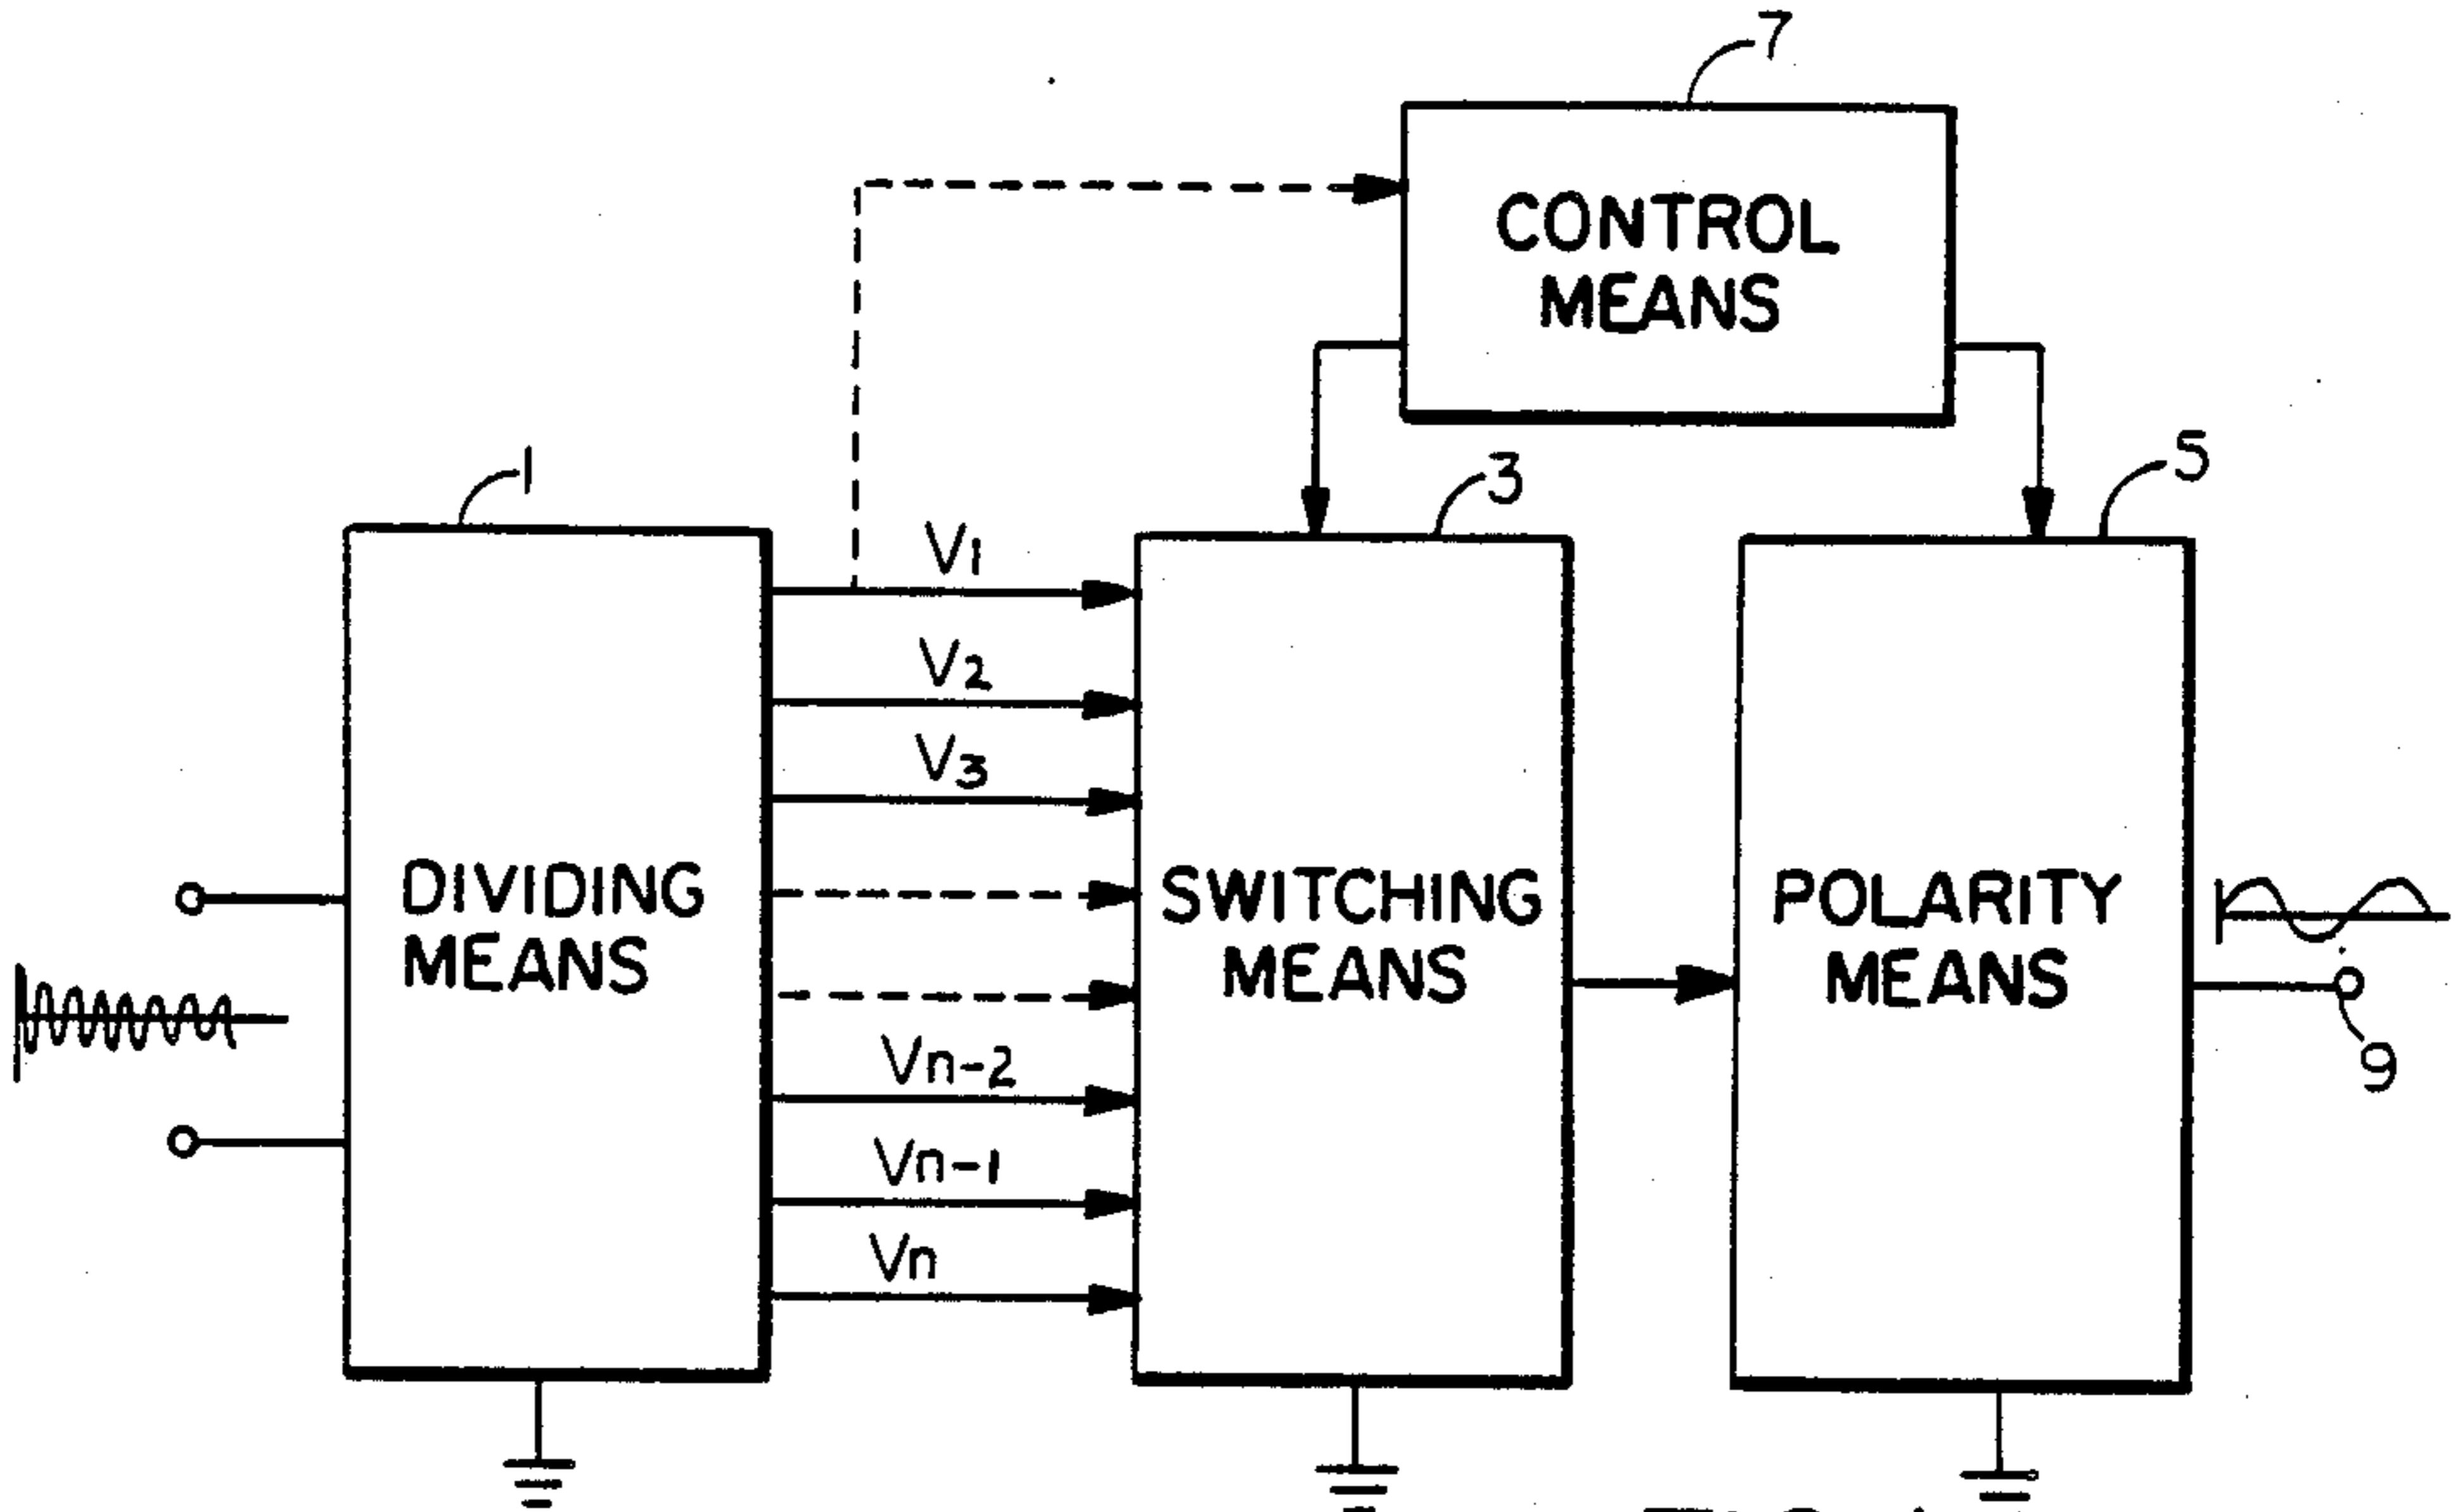 7
CONTROL
MEANS
1
3
5
V1
V2
V3
DIVIDING
MEANS
SWITCHING
MEANS
POLARITY
MEANS
Vn-2
Vn-1
Vn
9